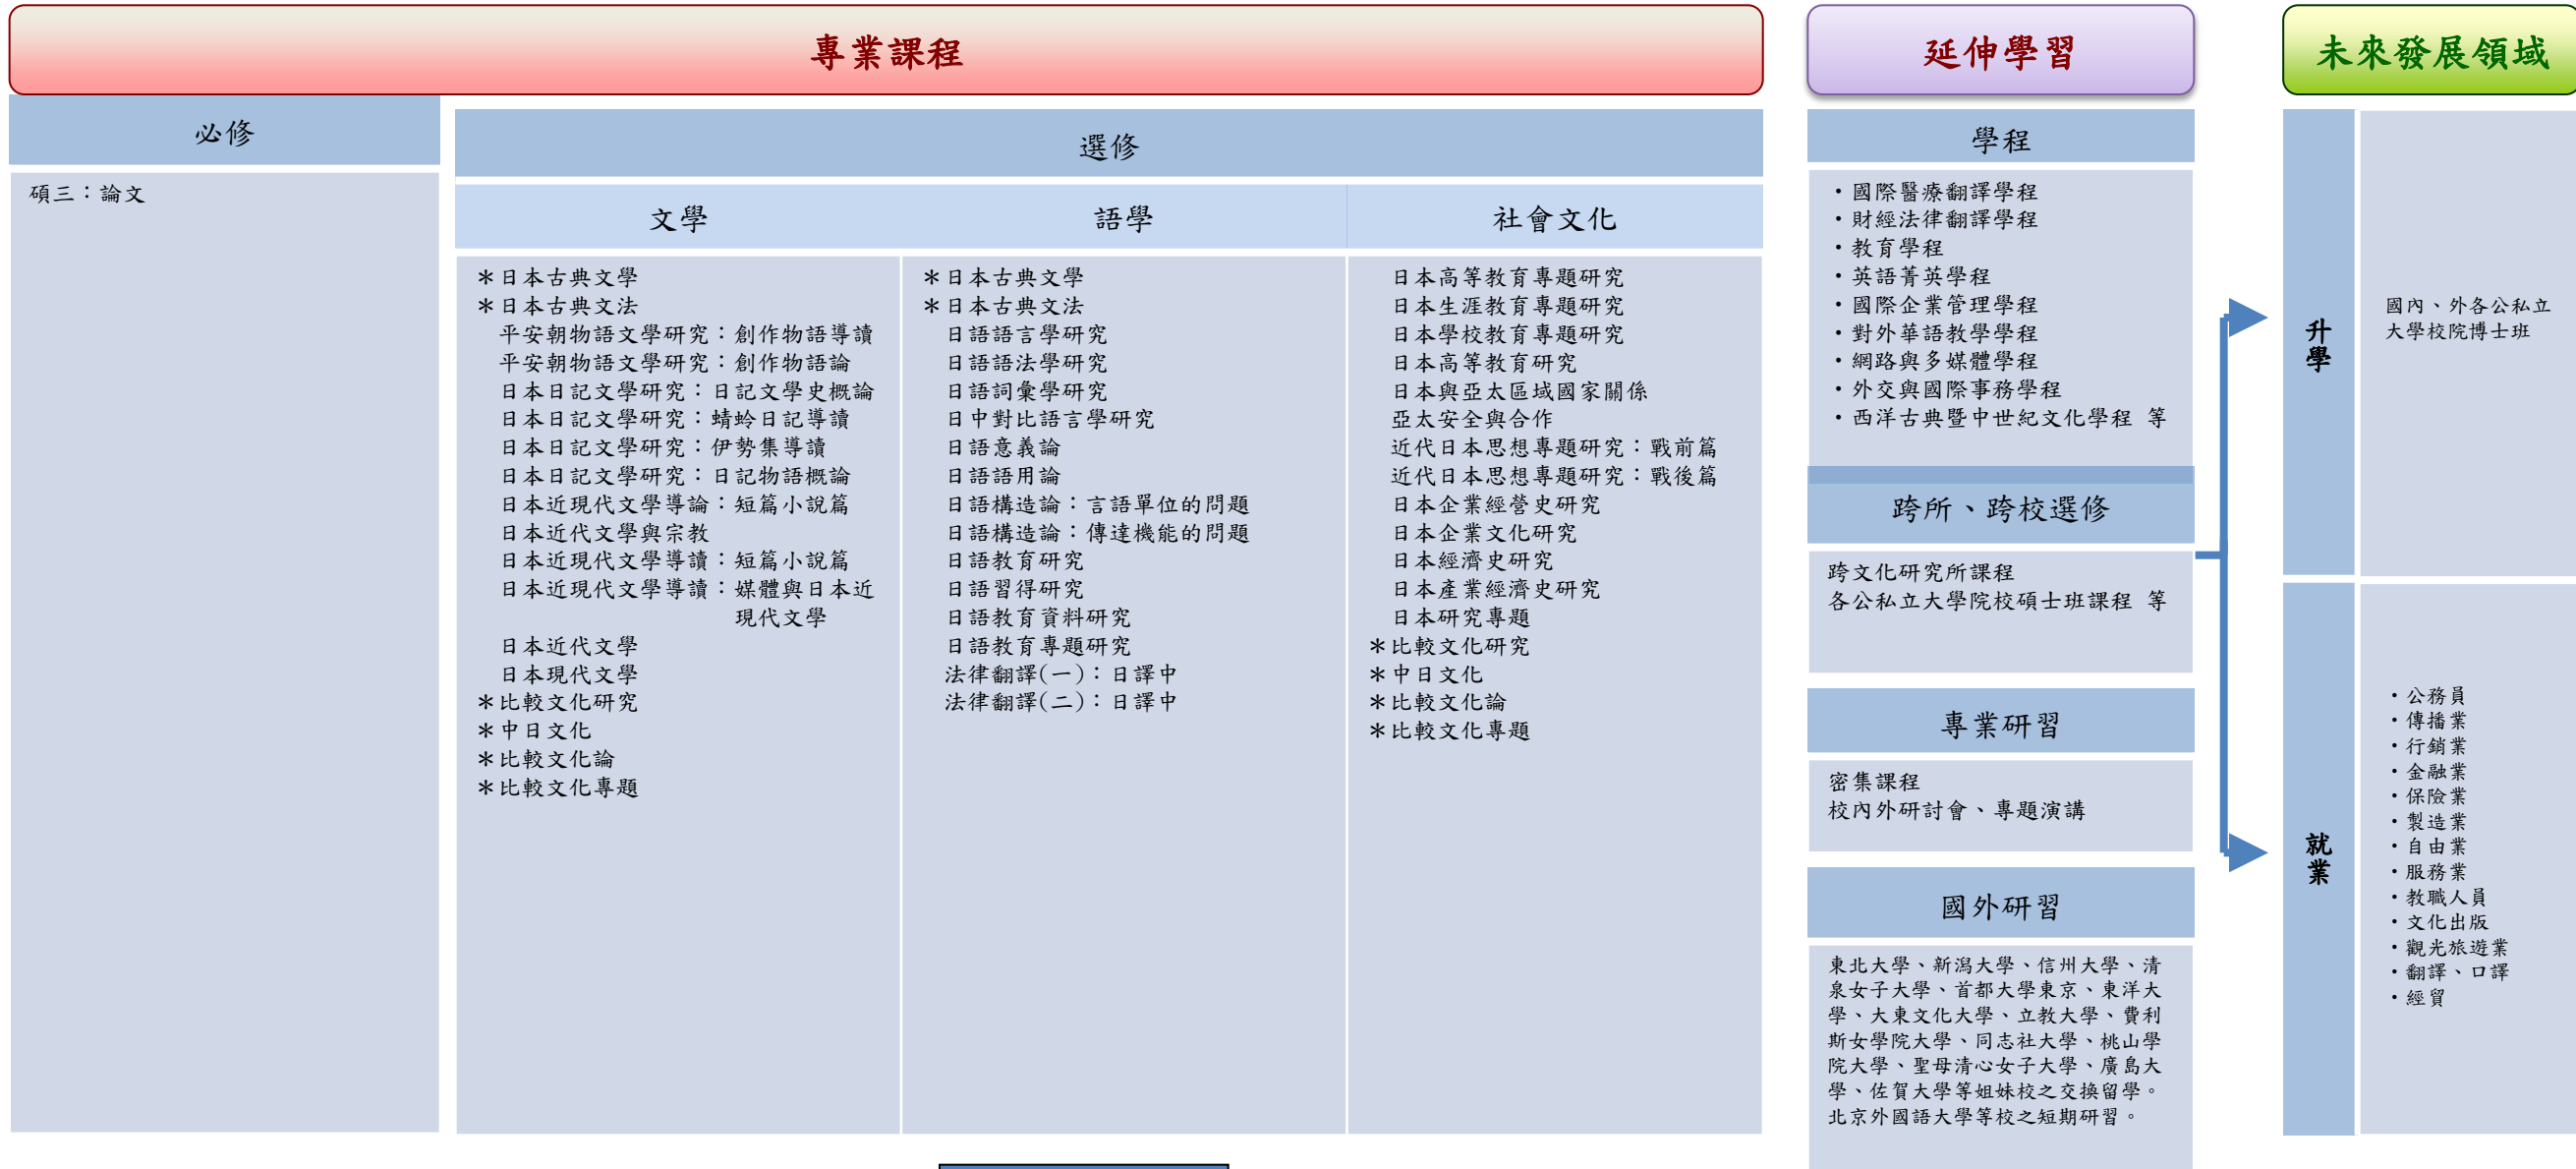 專業課程
必修
碩三：論文
選修
文學
＊日本古典文學
＊日本古典文法
平安朝物語文學研究：創作物語導讀
平安朝物語文學研究：創作物語論
日本日記文學研究：日記文學史概論
日本日記文學研究：蜻蛉日記導讀
日本日記文學研究：伊勢集導讀
日本日記文學研究：日記物語概論
日本近現代文學導論：短篇小說篇
日本近代文學與宗教
日本近現代文學導讀：短篇小說篇
日本近現代文學導讀：媒體與日本近
現代文學
日本近代文學
日本現代文學
＊比較文化研究
＊中日文化
＊比較文化論
＊比較文化專題
語學
＊日本古典文學
＊日本古典文法
日語語言學研究
日語語法學研究
日語詞彙學研究
日中對比語言學研究
日語意義論
日語語用論
日語構造論：言語單位的問題
日語構造論：傳達機能的問題
日語教育研究
日語習得研究
日語教育資料研究
日語教育專題研究
法律翻譯(一)：日譯中
法律翻譯(二)：日譯中
社會文化
日本高等教育專題研究
日本生涯教育專題研究
日本學校教育專題研究
日本高等教育研究
日本與亞太區域國家關係
亞太安全與合作
近代日本思想專題研究：戰前篇
近代日本思想專題研究：戰後篇
日本企業經營史研究
日本企業文化研究
日本經濟史研究
日本產業經濟史研究
日本研究專題
＊比較文化研究
＊中日文化
＊比較文化論
＊比較文化專題
延伸學習
學程
・國際醫療翻譯學程
・財經法律翻譯學程
・教育學程
・英語菁英學程
・國際企業管理學程
・對外華語教學學程
・網路與多媒體學程
・外交與國際事務學程
・西洋古典暨中世紀文化學程 等
跨所、跨校選修
跨文化研究所課程
各公私立大學院校碩士班課程 等
專業研習
密集課程
校內外研討會、專題演講
國外研習
東北大學、新潟大學、信州大學、清
泉女子大學、首都大學東京、東洋大
學、大東文化大學、立教大學、費利
斯女學院大學、同志社大學、桃山學
院大學、聖母清心女子大學、廣島大
學、佐賀大學等姐妹校之交換留學。
北京外國語大學等校之短期研習。
未來發展領域
升學
國內、外各公私立
大學校院博士班
就業
・公務員
・傳播業
・行銷業
・金融業
・保險業
・製造業
・自由業
・服務業
・教職人員
・文化出版
・觀光旅遊業
・翻譯、口譯
・經貿